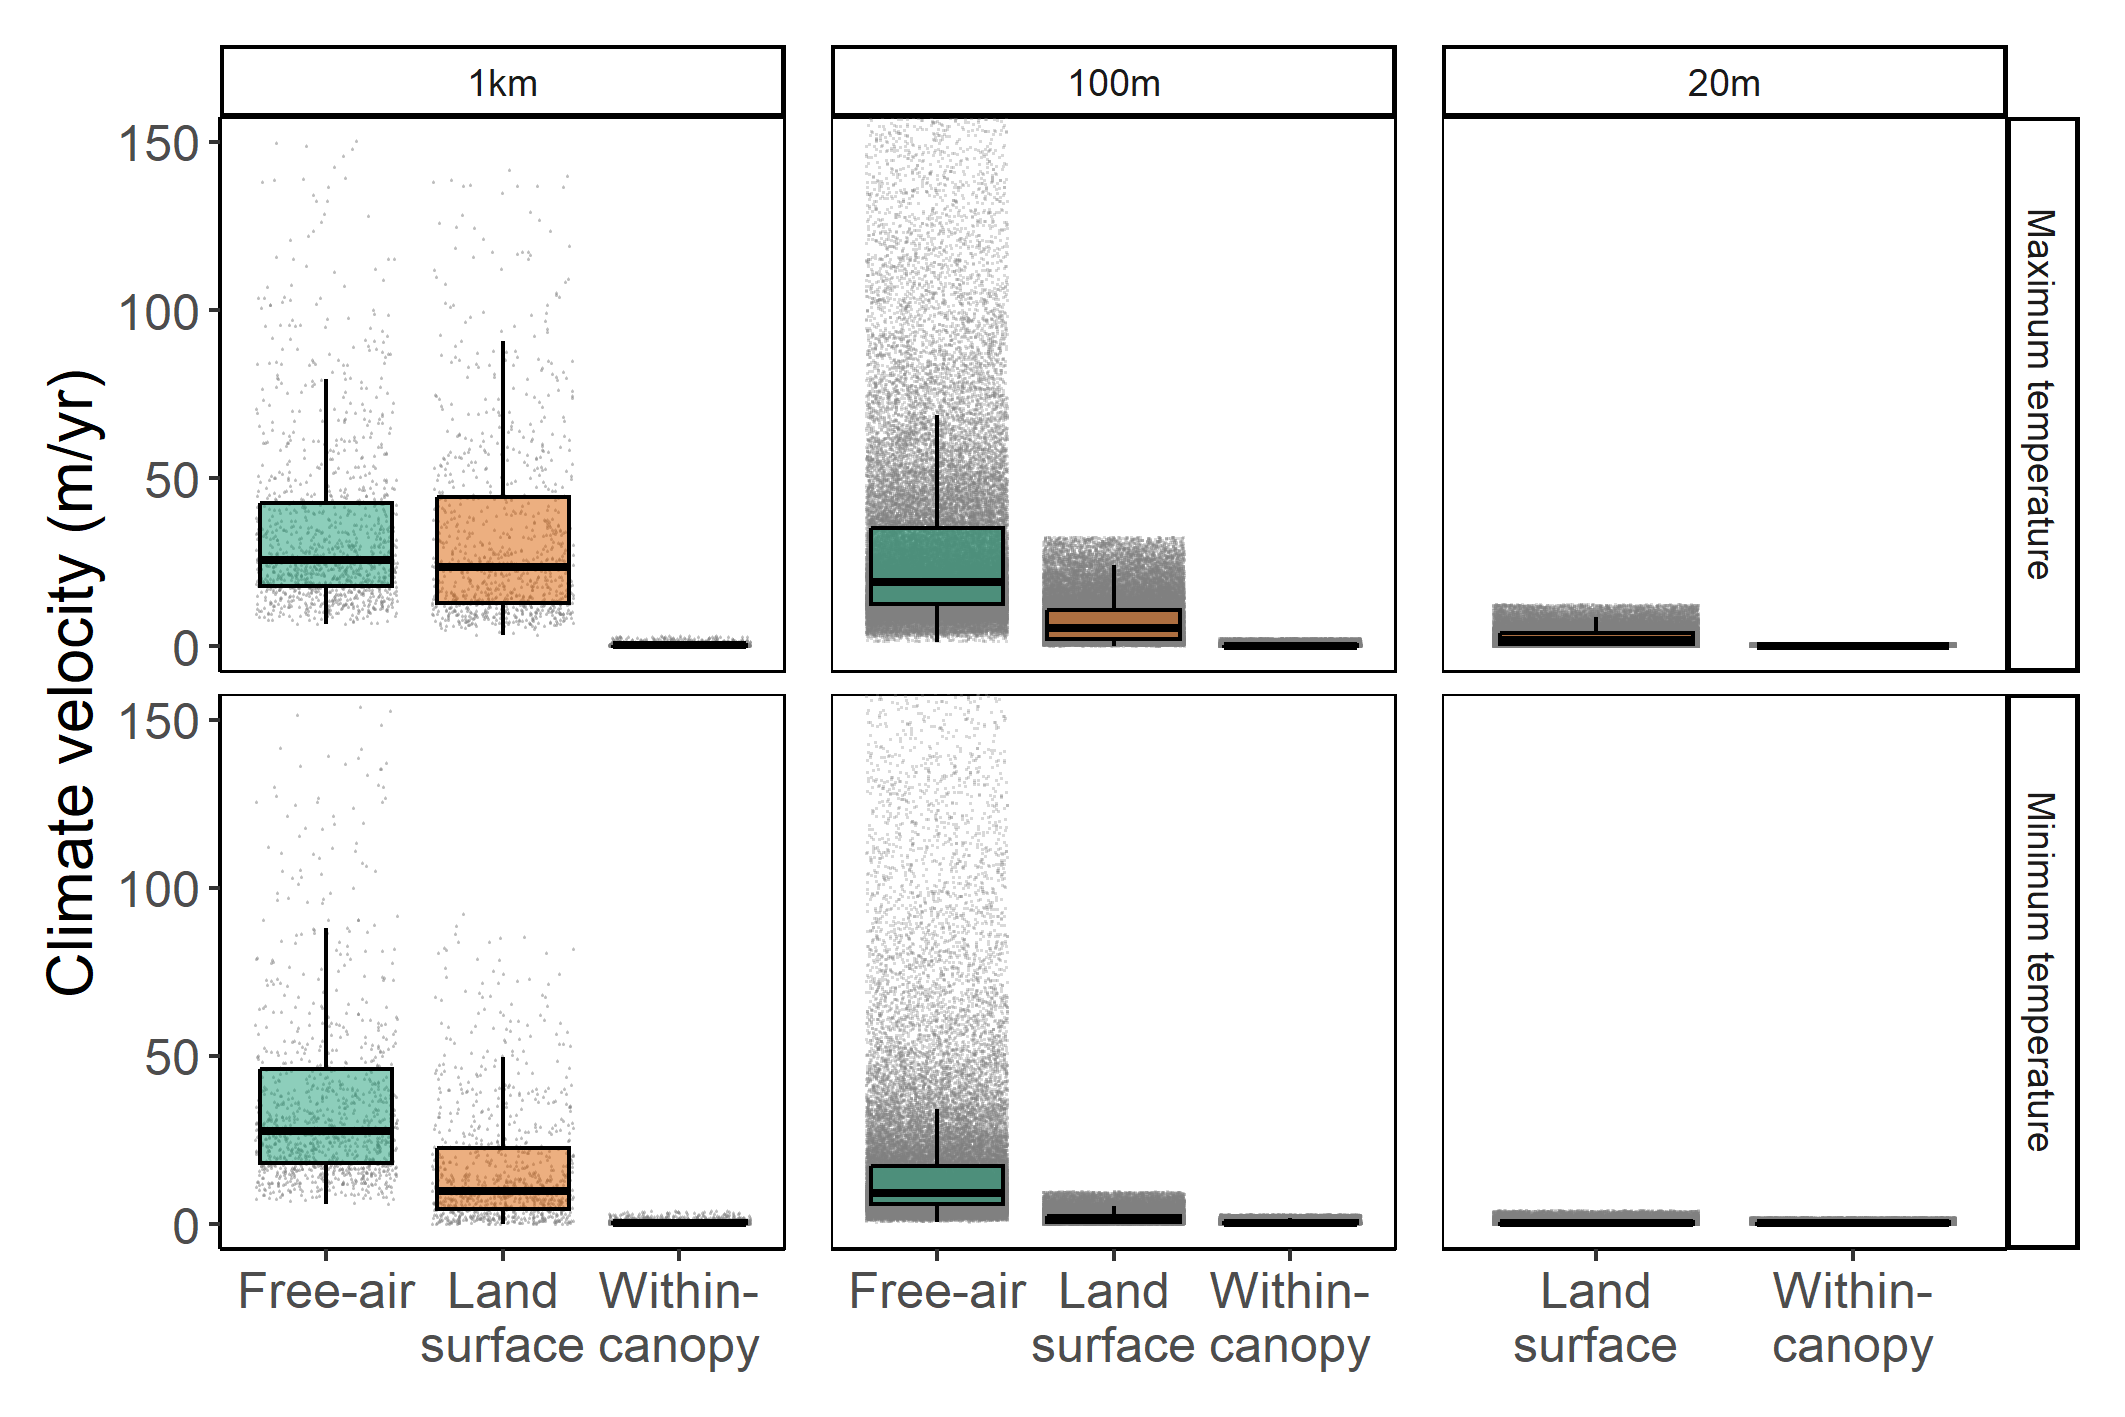 1km
100m
20m
Climate velocity (m/yr)
150
100
50
0
Maximum temperature
150
100
50
0
Minimum temperature
Free-air
Land
surface
Within-
canopy
Free-air
Land
surface
Within-
canopy
Land
surface
Within-
canopy